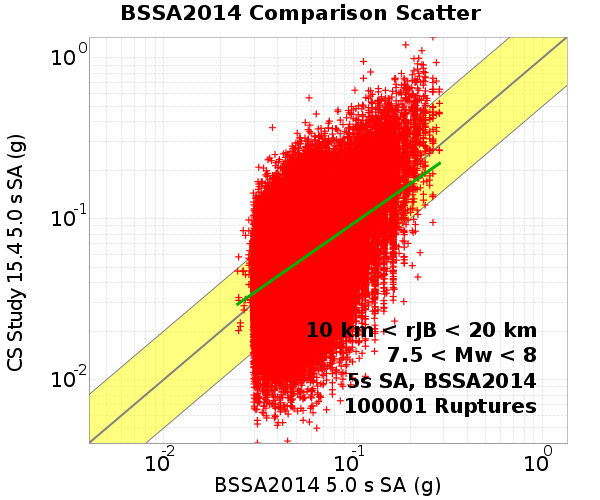 BSSA2014 Comparison Scatter
10⁰
10⁻¹
10⁻²
CS Study 15.4 5.0 s SA (g)
10 km < rJB < 20 km
7.5 < Mw < 8
5s SA, BSSA2014
100001 Ruptures
10⁻² 10⁻¹ 10⁰
BSSA2014 5.0 s SA (g)